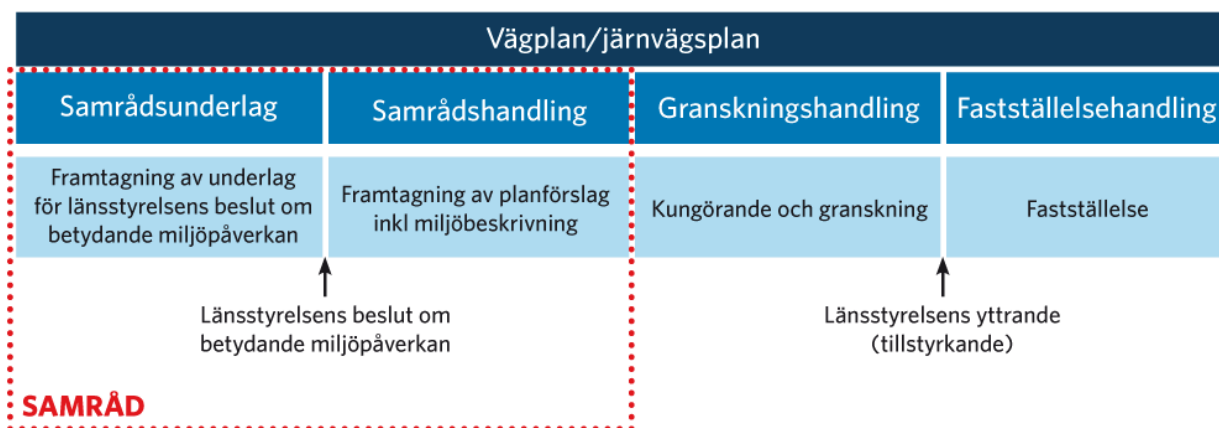 Vägplan/järnvägsplan
Samrådsunderlag
Samrådshandling
Granskningshandling
Fastställelsehandling
Framtagning av underlag
för länsstyrelsens beslut om
betydande miljöpåverkan
Framtagning av planförslag
inkl miljöbeskrivning
Kungörande och granskning
Fastställelse
Länsstyrelsens beslut om
betydande miljöpåverkan
Länsstyrelsens yttrande
(tillstyrkande)
SAMRÅD